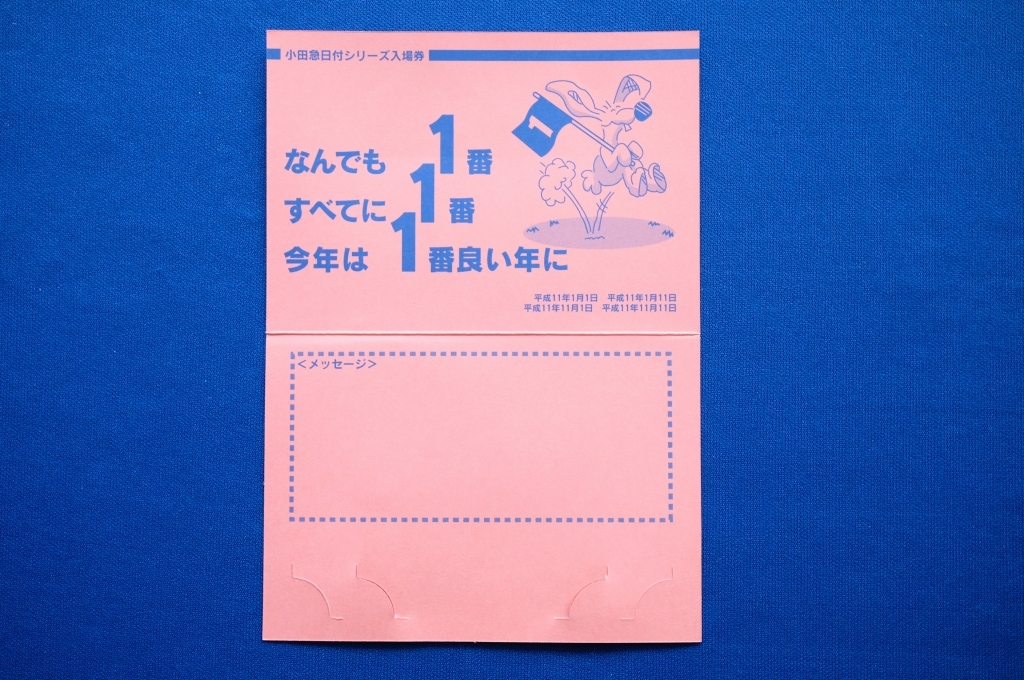 小田急日付シリーズ入場券
1
なんでも 1番
すべてに 1番
今年は 1番良い年に
平成11年1月1日 平成11年1月11日
平成11年11月1日 平成11年11月11日
<メッセージ>